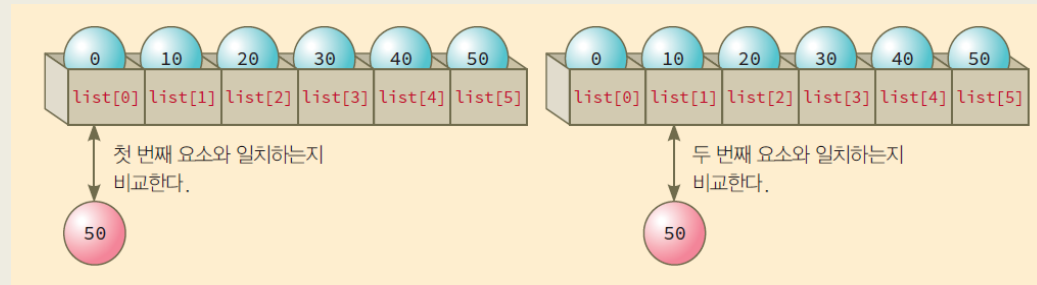 0 10 20 30 40 50
list[0] list[1] list[2] list[3] list[4] list[5]
첫 번째 요소와 일치하는지
비교한다.
50
0 10 20 30 40 50
list[0] list[1] list[2] list[3] list[4] list[5]
두 번째 요소와 일치하는지
비교한다.
50